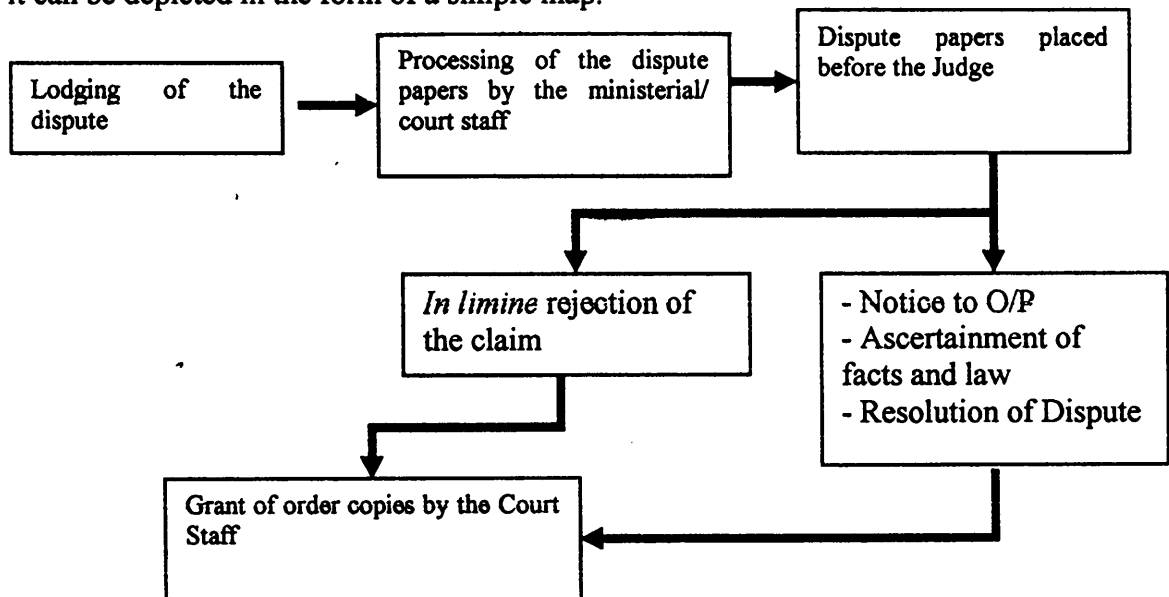 it can be depicted in the form of a simple map:
Lodging of the
dispute
Processing of the dispute
papers by the ministerial/
court staff
Dispute papers placed
before the Judge
In limine rejection of
the claim
- Notice to O/P
- Ascertainment of
facts and law
- Resolution of Dispute
Grant of order copies by the Court
Staff